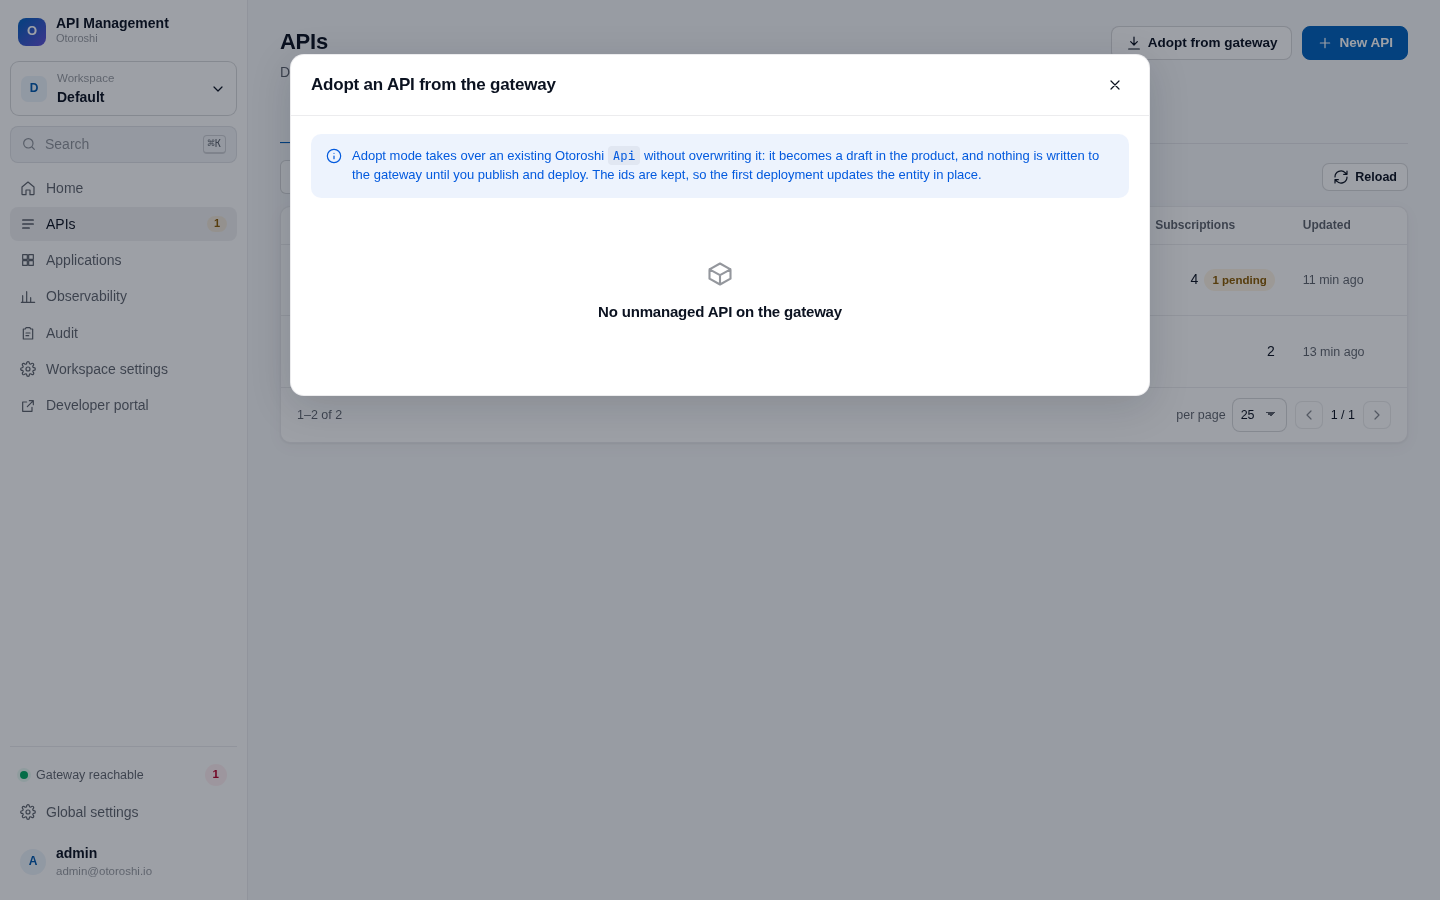 API Management
Otoroshi
Workspace
D
Default
Search
⌘K
Home
APIs
1
Applications
Observability
Audit
Workspace settings
Developer portal
Gateway reachable
1
Global settings
A
admin
admin@otoroshi.io
APIs
Adopt from gateway
New API
D
Adopt an API from the gateway
Adopt mode takes over an existing Otoroshi Api without overwriting it: it becomes a draft in the product, and nothing is written to
the gateway until you publish and deploy. The ids are kept, so the first deployment updates the entity in place.
No unmanaged API on the gateway
Reload
Subscriptions
Updated
4
1 pending
11 min ago
2
13 min ago
1–2 of 2
per page
25
1 / 1
O